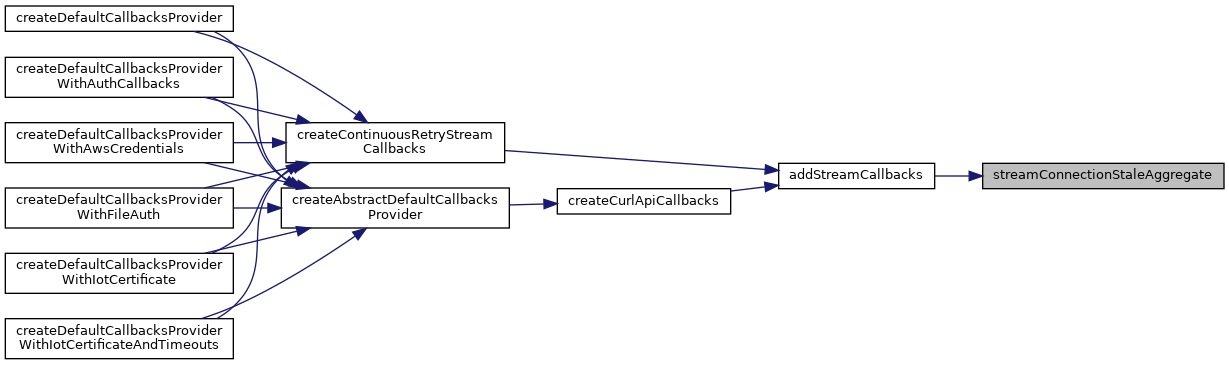 createDefaultCallbacksProvider
createDefaultCallbacksProvider
WithAuthCallbacks
createDefaultCallbacksProvider
WithAwsCredentials
createDefaultCallbacksProvider
WithFileAuth
createDefaultCallbacksProvider
WithIotCertificate
createDefaultCallbacksProvider
WithIotCertificateAndTimeouts
createContinuousRetryStream
Callbacks
createAbstractDefaultCallbacks
Provider
createCurlApiCallbacks
addStreamCallbacks
streamConnectionStaleAggregate